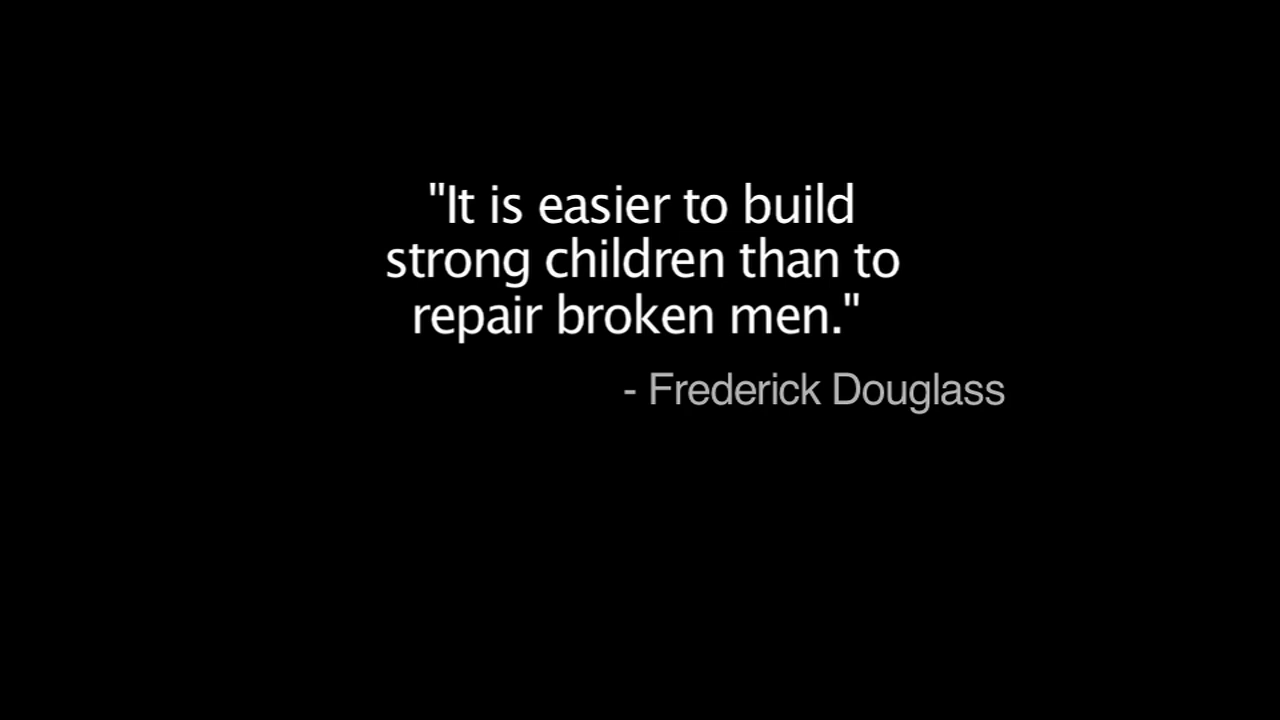 "It is easier to build
strong children than to
repair broken men."
- Frederick Douglass